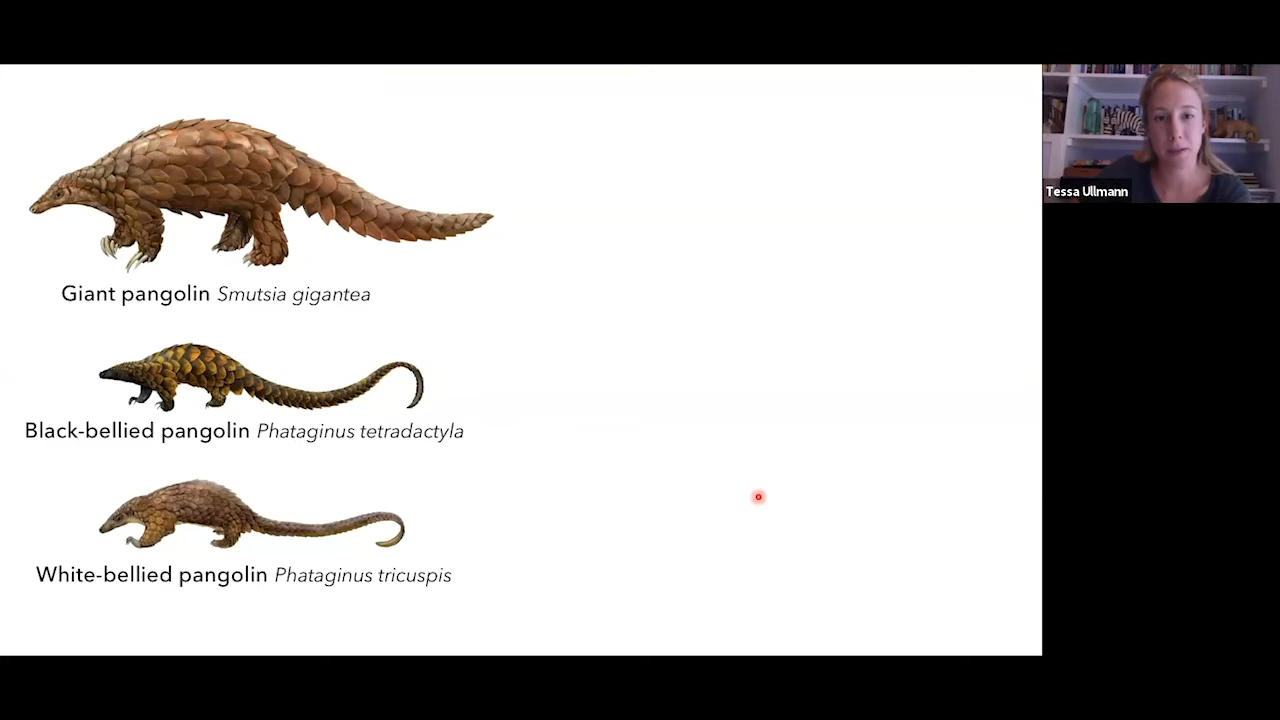 Tessa Ullmann
Giant pangolin Smutsia gigantea
Black-bellied pangolin Phataginus tetradactyla
White-bellied pangolin Phataginus tricuspis